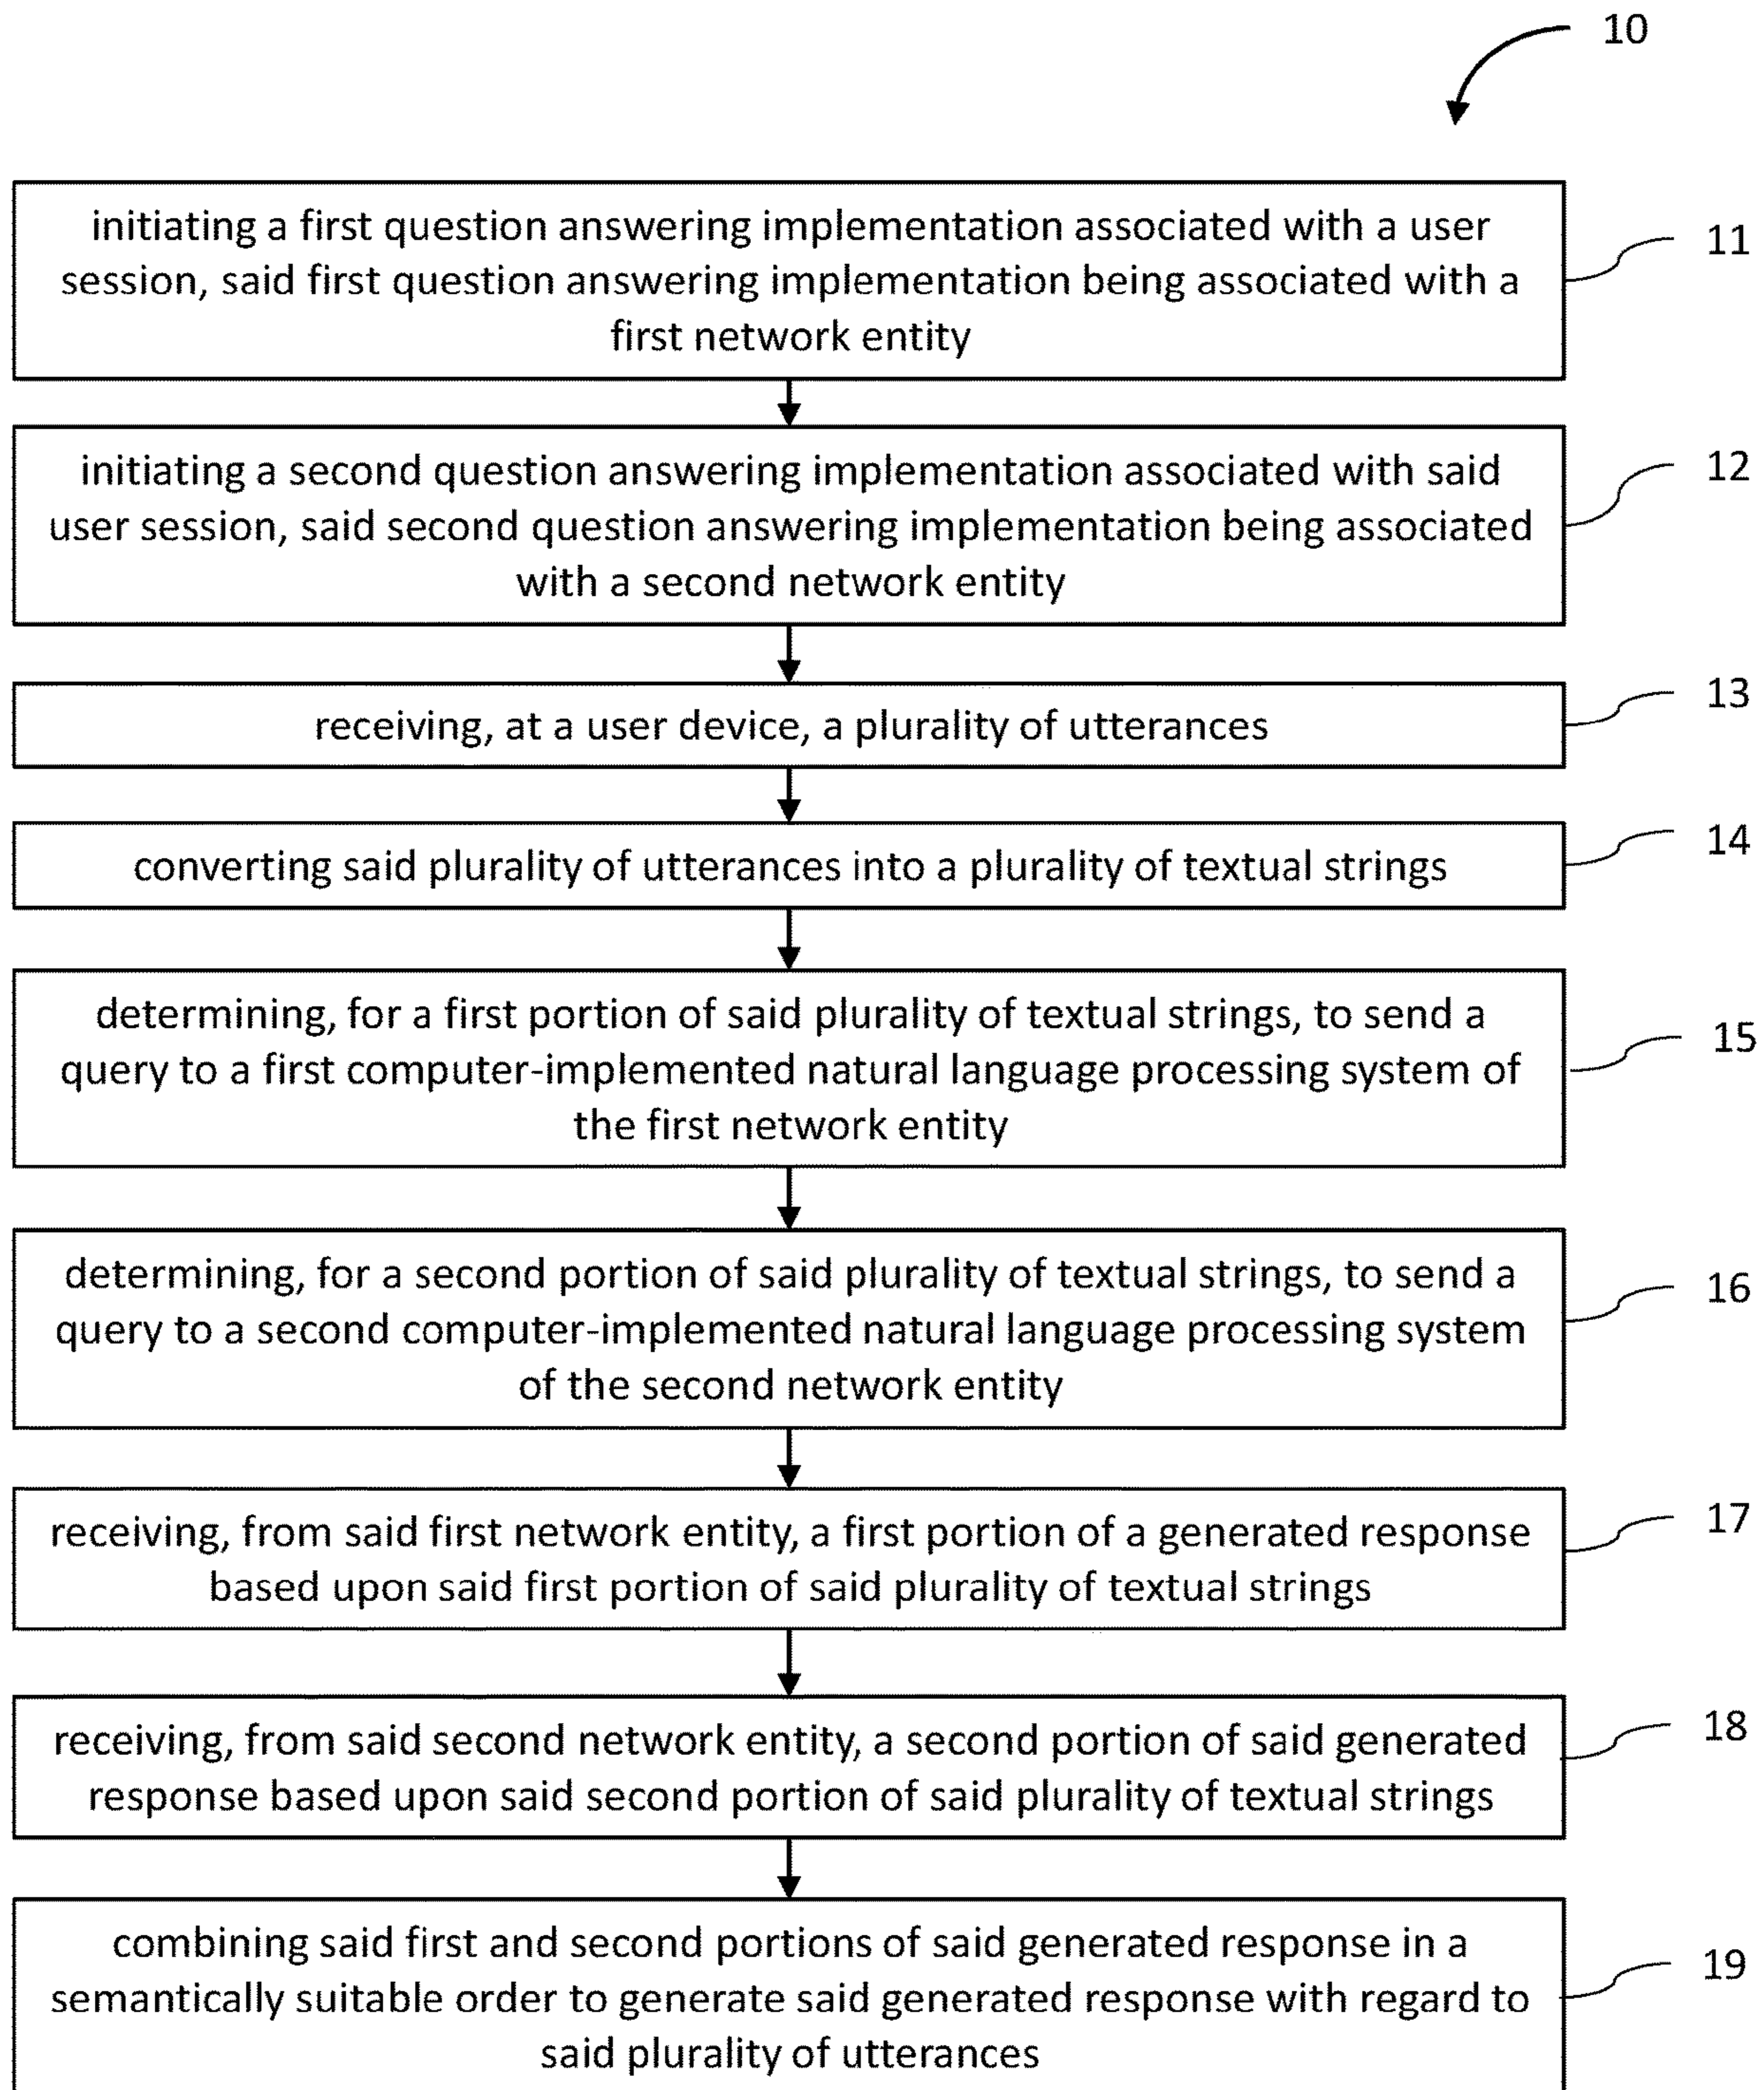 10
initiating a first question answering implementation associated with a user
session, said first question answering implementation being associated with a
first network entity
11
initiating a second question answering implementation associated with said
user session, said second question answering implementation being associated
with a second network entity
12
receiving, at a user device, a plurality of utterances
13
converting said plurality of utterances into a plurality of textual strings
14
determining, for a first portion of said plurality of textual strings, to send a
query to a first computer-implemented natural language processing system of
the first network entity
15
determining, for a second portion of said plurality of textual strings, to send a
query to a second computer-implemented natural language processing system
of the second network entity
16
receiving, from said first network entity, a first portion of a generated response
based upon said first portion of said plurality of textual strings
17
receiving, from said second network entity, a second portion of said generated
response based upon said second portion of said plurality of textual strings
18
combining said first and second portions of said generated response in a
semantically suitable order to generate said generated response with regard to
said plurality of utterances
19